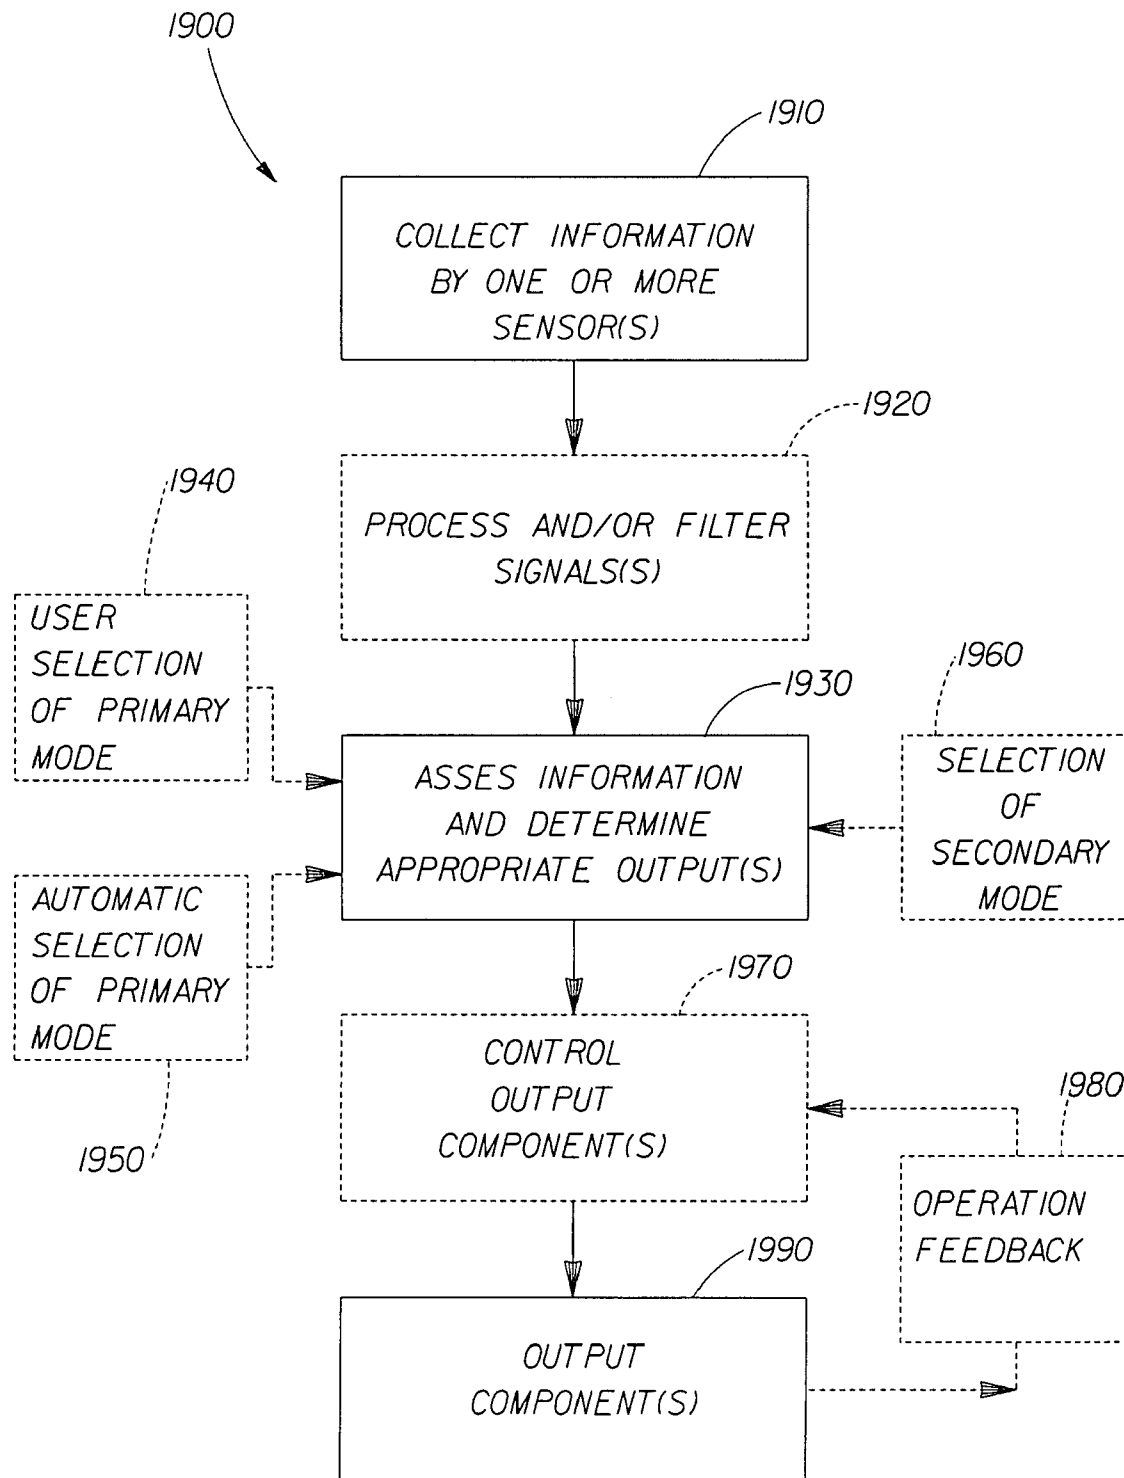 1900
1910
COLLECT INFORMATION
BY ONE OR MORE
SENSOR(S)
1920
PROCESS AND/OR FILTER
SIGNALS(S)
1940
USER
SELECTION
OF PRIMARY
MODE
1930
ASSES INFORMATION
AND DETERMINE
APPROPRIATE OUTPUT(S)
1960
SELECTION
OF
SECONDARY
MODE
AUTOMATIC
SELECTION
OF PRIMARY
MODE
1950
1970
CONTROL
OUTPUT
COMPONENT(S)
1980
OPERATION
FEEDBACK
1990
OUTPUT
COMPONENT(S)